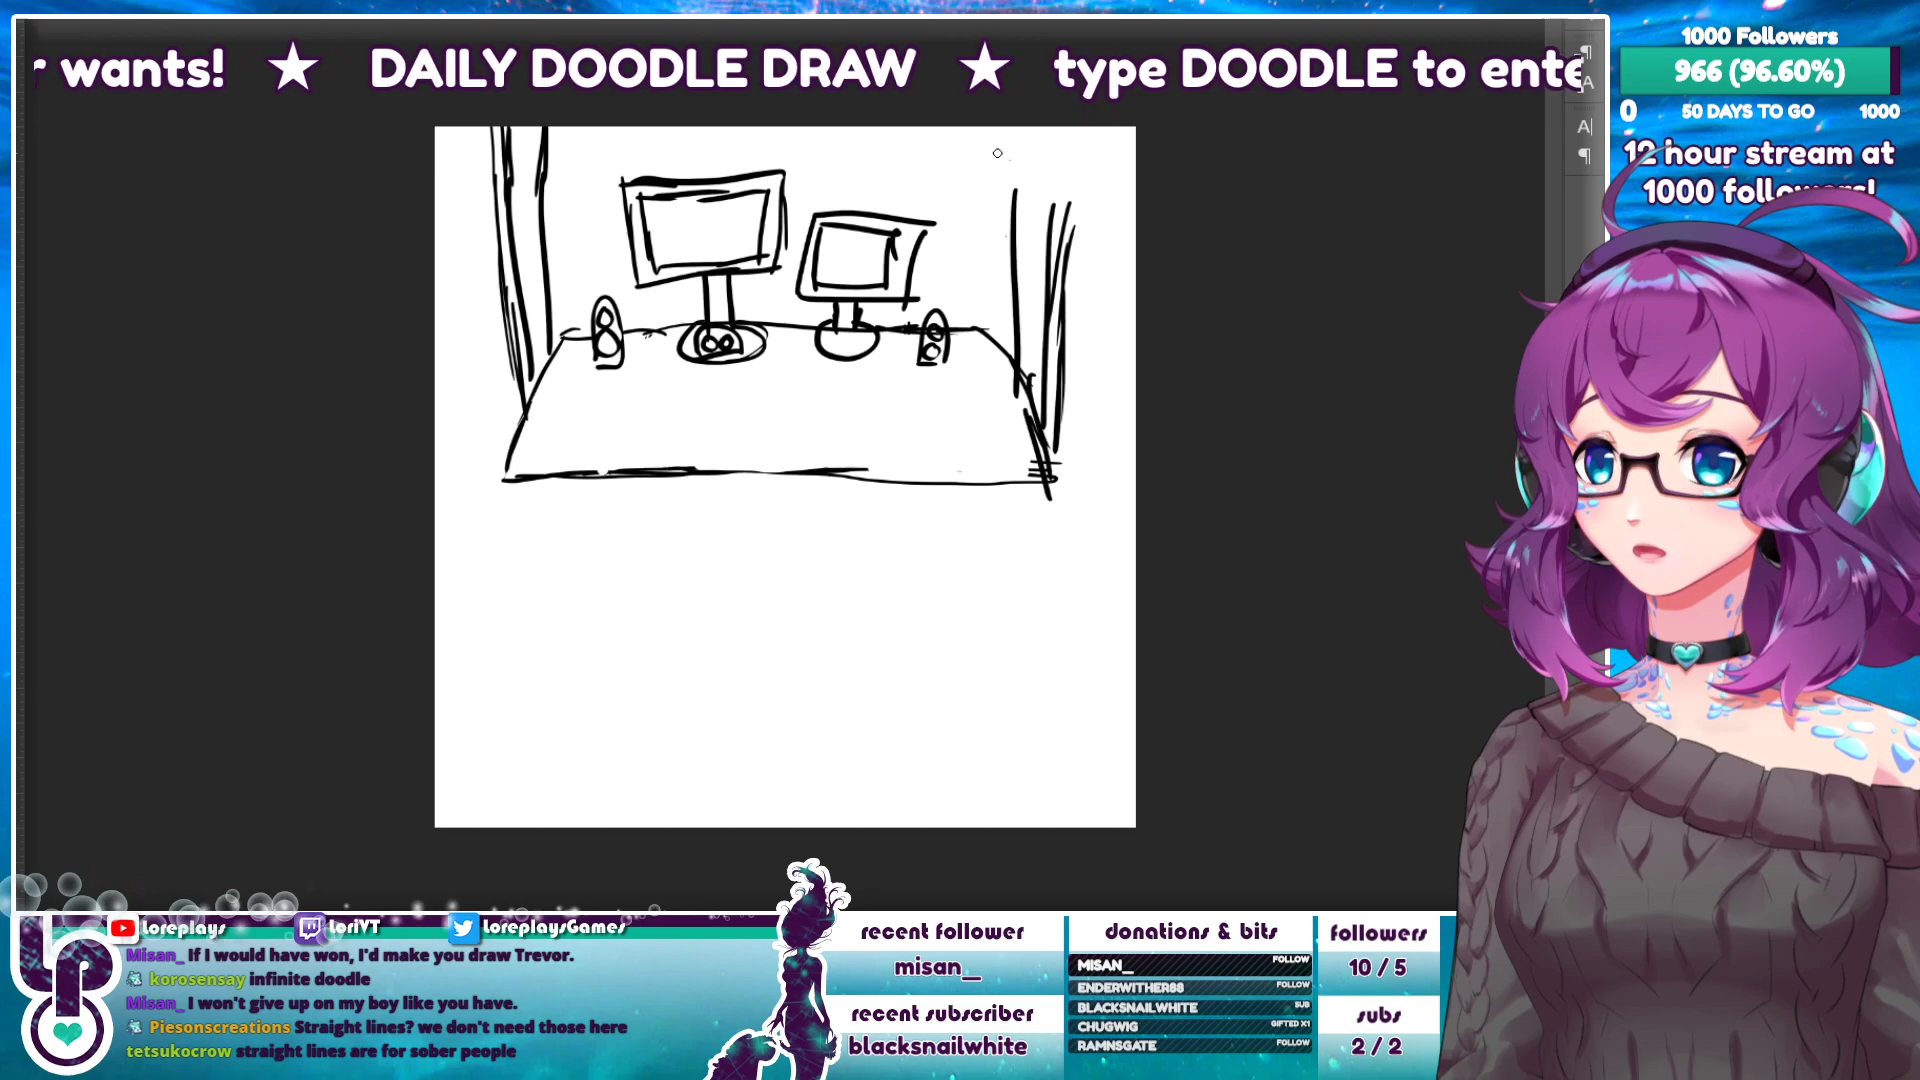 r wants! ★ DAILY DOODLE DRAW ★ type DOODLE to ente
1000 Followers
966 (96.60%)
0 50 DAYS TO GO 1000
12 hour stream at
1000 followers!
Loreplays LoriVT LoreplaysGames
Misan_ If I would have won, I'd make you draw Trevor.
korosensay infinite doodle
Misan_ I won't give up on my boy like you have.
Piesonscreations Straight lines? we don't need those here
tetsukocrow straight lines are for sober people
recent follower
misan__
recent subscriber
blacksnailwhite
donations & bits
MISAN__ FOLLOW
ENDERWITHER88 FOLLOW
BLACKSNAILWHITE SUB
CHUGWIG GIFTED X1
RAMNSGATE FOLLOW
followers
10 / 5
subs
2 / 2